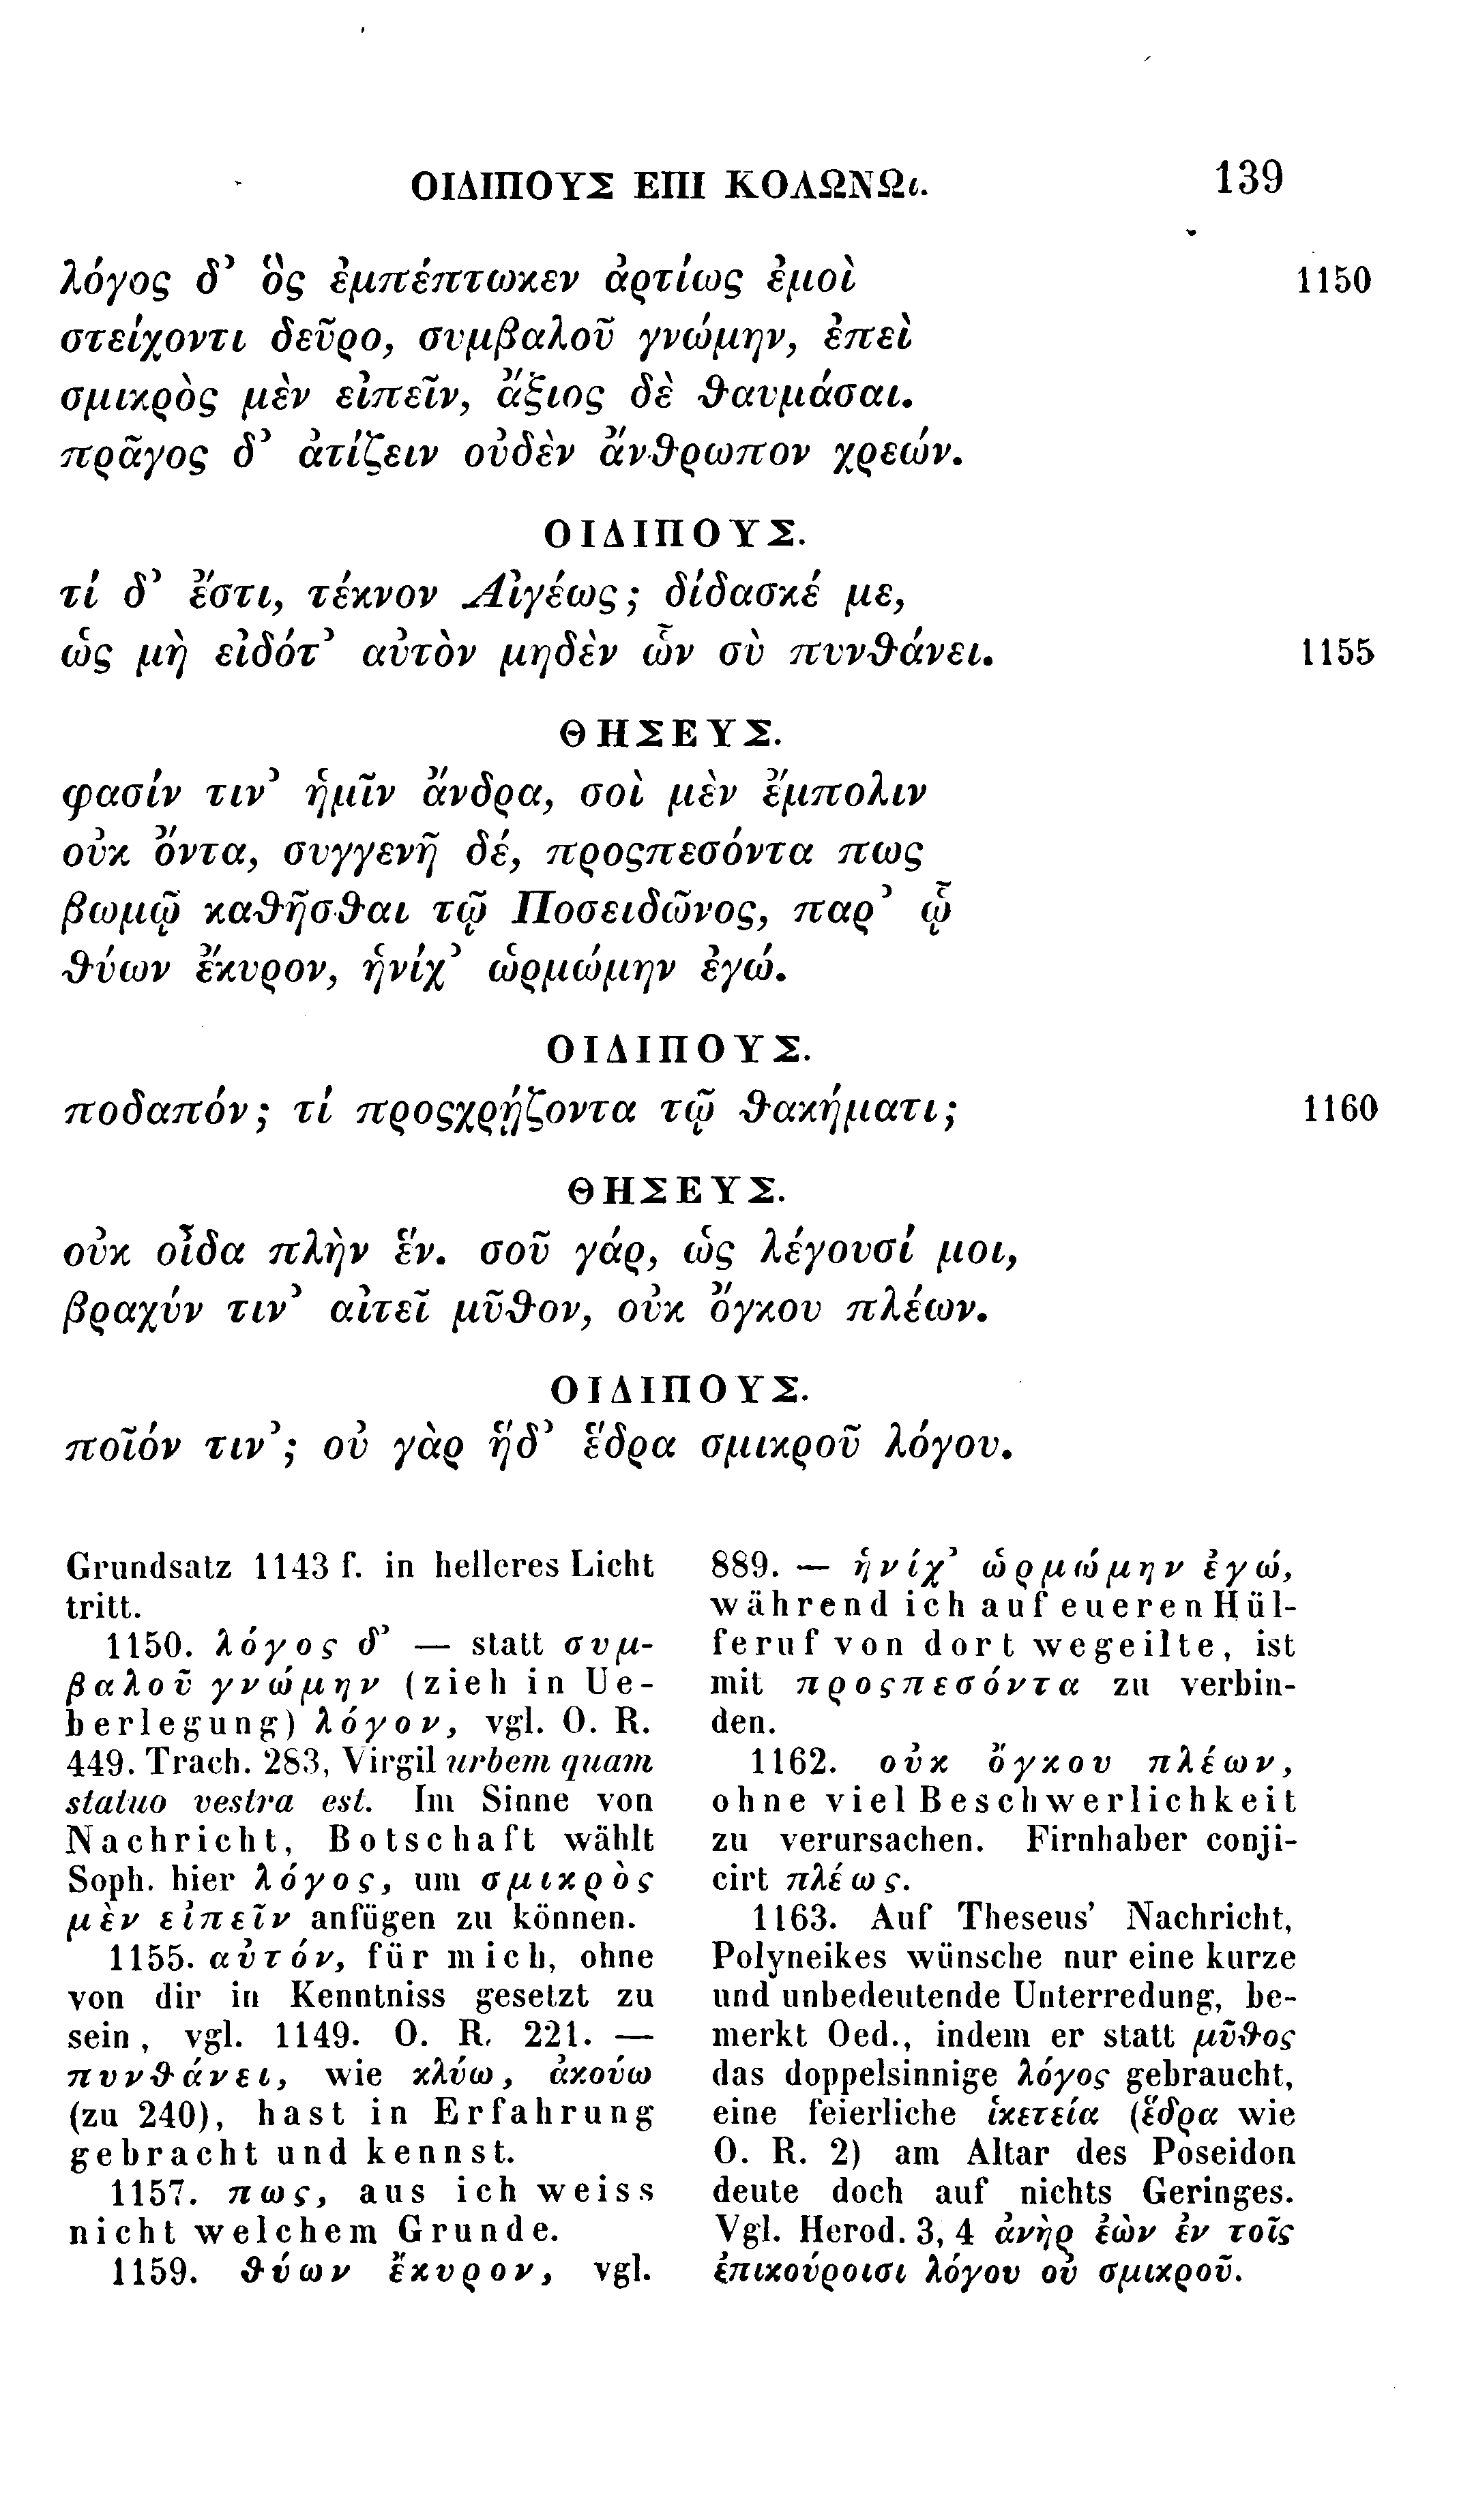 ΟΙΔΙΠΟΥΣ ΕΠΙ ΚΟΛΩΝΩι. 139
λόγος δ᾽ ὃς ἐμπέπτωκεν ἀρτίως ἐμοὶ 1150
στείχοντι δεῦρο, συμβαλοῦ γνώμην, ἐπεὶ
σμικρὸς μὲν εἰπεῖν, ἄξιος δὲ θαυμάσαι.
πρᾶγος δ᾽ ἀτίζειν οὐδὲν ἄνθρωπον χρεών.
ΟΙΔΙΠΟΥΣ.
τί δ᾽ ἔστι, τέκνον Αἰγέως; δίδασκέ με,
ὡς μὴ εἰδότ᾽ αὐτὸν μηδὲν ὧν σὺ πυνθάνει. 1155
ΘΗΣΕΥΣ.
φασίν τιν᾽ ἡμῖν ἄνδρα, σοὶ μὲν ἔμπολιν
οὐκ ὄντα, συγγενῆ δέ, προςπεσόντα πως
βωμῷ καθῆσθαι τῷ Ποσειδῶνος, παρ᾽ ᾧ
θύων ἔκυρον, ἡνίχ᾽ ὡρμώμην ἐγώ.
ΟΙΔΙΠΟΥΣ.
ποδαπόν; τί προςχρῄζοντα τῷ θακήματι; 1160
ΘΗΣΕΥΣ.
οὐκ οἶδα πλὴν ἕν. σοῦ γάρ, ὡς λέγουσί μοι,
βραχύν τιν᾽ αἰτεῖ μῦθον, οὐκ ὄγκου πλέων.
ΟΙΔΙΠΟΥΣ.
ποῖόν τιν᾽; οὐ γὰρ ἥδ᾽ ἕδρα σμικροῦ λόγου.
Grundsatz 1143 f. in helleres Licht
tritt.
1150. λόγος δ᾽ — statt συμ-
βαλοῦ γνώμην (zieh in Ue-
berlegung) λόγον, vgl. O. R.
449. Trach. 283, Virgil urbem quam
statuo vestra est. Im Sinne von
Nachricht, Botschaft wählt
Soph. hier λόγος, um σμικρὸς
μὲν εἰπεῖν anfügen zu können.
1155. αὐτόν, für mich, ohne
von dir in Kenntniss gesetzt zu
sein, vgl. 1149. O. R. 221. —
πυνθάνει, wie κλύω, ἀκούω
(zu 240), hast in Erfahrung
gebracht und kennst.
1157. πως, aus ich weiss
nicht welchem Grunde.
1159. θύων ἔκυρον, vgl.
889. — ἡνίχ᾽ ὡρμώμην ἐγώ,
während ich auf eueren Hül-
feruf von dort wegeilte, ist
mit προςπεσόντα zu verbin-
den.
1162. οὐκ ὄγκου πλέων,
ohne viel Beschwerlichkeit
zu verursachen. Firnhaber conji-
cirt πλέως.
1163. Auf Theseus' Nachricht,
Polyneikes wünsche nur eine kurze
und unbedeutende Unterredung, be-
merkt Oed., indem er statt μῦθος
das doppelsinnige λόγος gebraucht,
eine feierliche ἱκετεία (ἕδρα wie
O. R. 2) am Altar des Poseidon
deute doch auf nichts Geringes.
Vgl. Herod. 3, 4 ἀνὴρ ἐὼν ἐν τοῖς
ἐπικούροισι λόγου οὐ σμικροῦ.